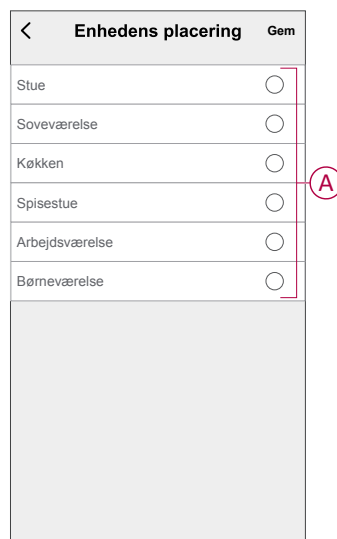 Enhedens placering Gem
Stue
Soveværelse
Køkken
A
Spisestue
Arbejdsværelse
Børneværelse